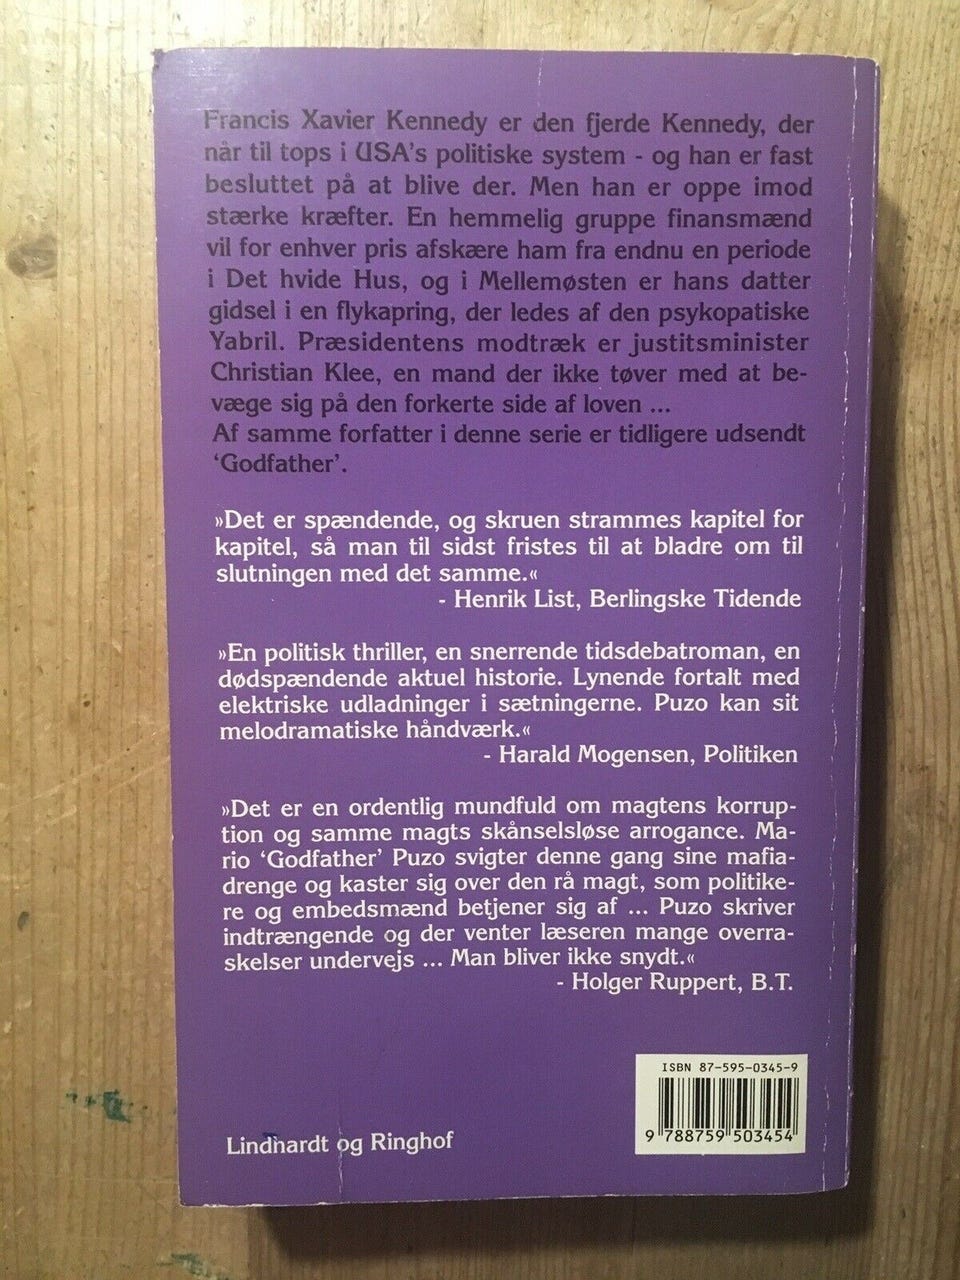 Francis Xavier Kennedy er den fjerde Kennedy, der
når til tops i USA's politiske system - og han er fast
besluttet på at blive der. Men han er oppe imod
stærke kræfter. En hemmelig gruppe finansmænd
vil for enhver pris afskære ham fra endnu en periode
i Det hvide Hus, og i Mellemøsten er hans datter
gidsel i en flykapring, der ledes af den psykopatiske
Yabril. Præsidentens modtræk er justitsminister
Christian Klee, en mand der ikke tøver med at be-
væge sig på den forkerte side af loven ...
Af samme forfatter i denne serie er tidligere udsendt
‘Godfather’.
»Det er spændende, og skruen strammes kapitel for
kapitel, så man til sidst fristes til at bladre om til
slutningen med det samme.«
- Henrik List, Berlingske Tidende
»En politisk thriller, en snerrende tidsdebatroman, en
dødspændende aktuel historie. Lynende fortalt med
elektriske udladninger i sætningerne. Puzo kan sit
melodramatiske håndværk.«
- Harald Mogensen, Politiken
»Det er en ordentlig mundfuld om magtens korrup-
tion og samme magts skånselsløse arrogance. Ma-
rio ‘Godfather’ Puzo svigter denne gang sine mafia-
drenge og kaster sig over den rå magt, som politike-
re og embedsmænd betjener sig af ... Puzo skriver
indtrængende og der venter læseren mange overra-
skelser undervejs ... Man bliver ikke snydt.«
- Holger Ruppert, B.T.
ISBN 87-595-0345-9
9 788759 503454
Lindhardt og Ringhof